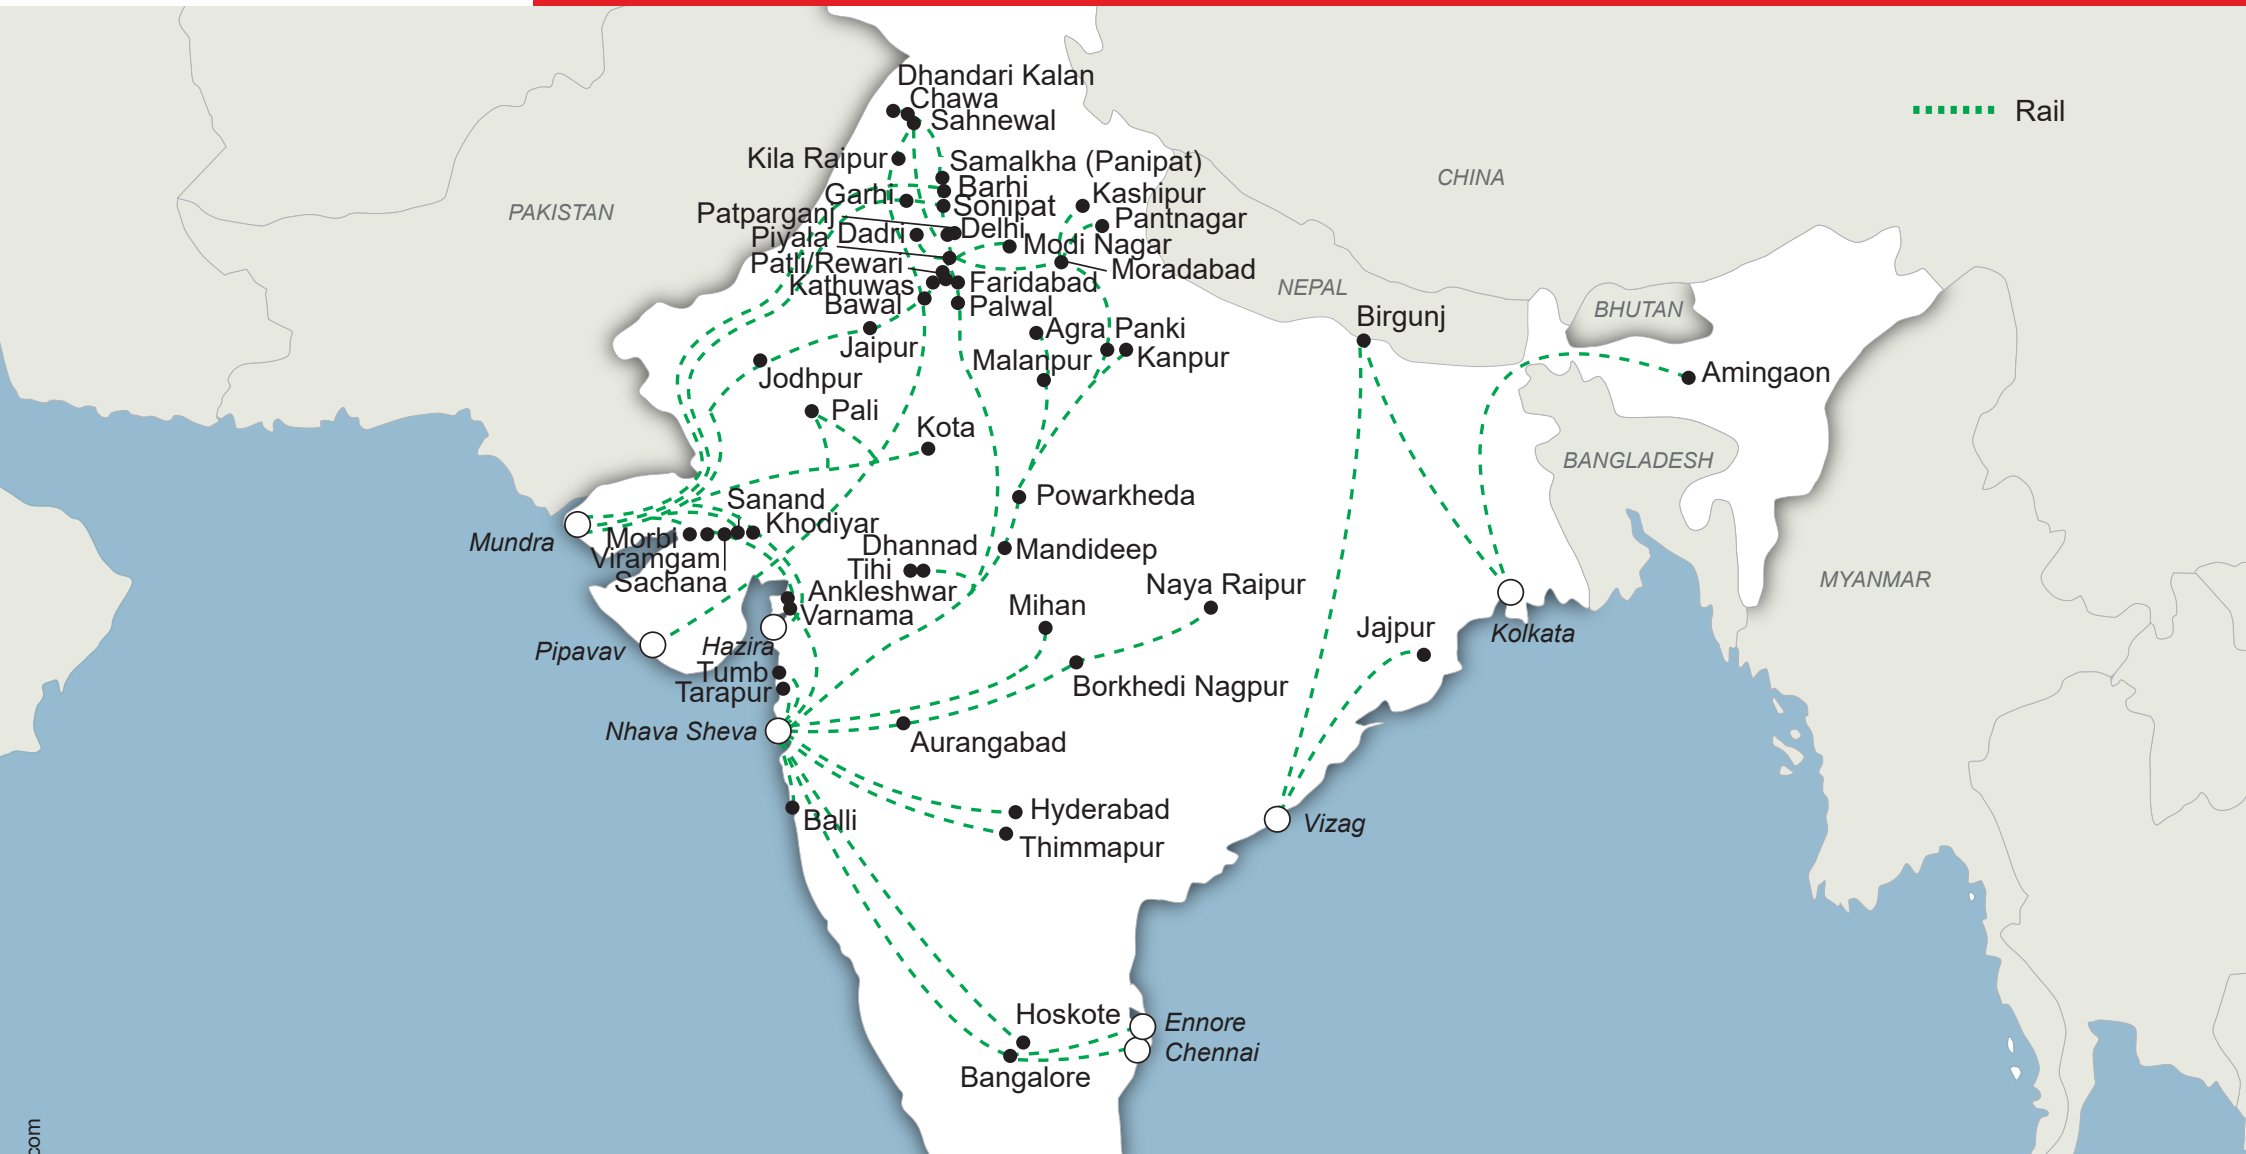 Dhandari Kalan
Chawa
Sahnewal
Rail
Kila Raipur
Samalkha (Panipat)
CHINA
Barhi
Garhi
Kashipur
Sonipat
PAKISTAN
Patparganj
Pantnagar
Delhi
Piyala
Dadri
Modi Nagar
Patli/Rewari
Moradabad
Kathuwas
Faridabad
NEPAL
Bawal
Palwal
BHUTAN
Birgunj
Agra
Panki
Jaipur
Malanpur
Kanpur
Jodhpur
Amingaon
Pali
Kota
BANGLADESH
Sanand
Powarkheda
Khodiyar
Mundra
Morbi
Dhannad
Mandideep
Viramgam
Tihi
Sachana
Ankleshwar
Naya Raipur
MYANMAR
Mihan
Varnama
Jajpur
Kolkata
Pipavav
Hazira
Tumb
Tarapur
Borkhedi Nagpur
Nhava Sheva
Aurangabad
Hyderabad
Balli
Vizag
Thimmapur
Hoskote
Ennore
Chennai
Bangalore
com